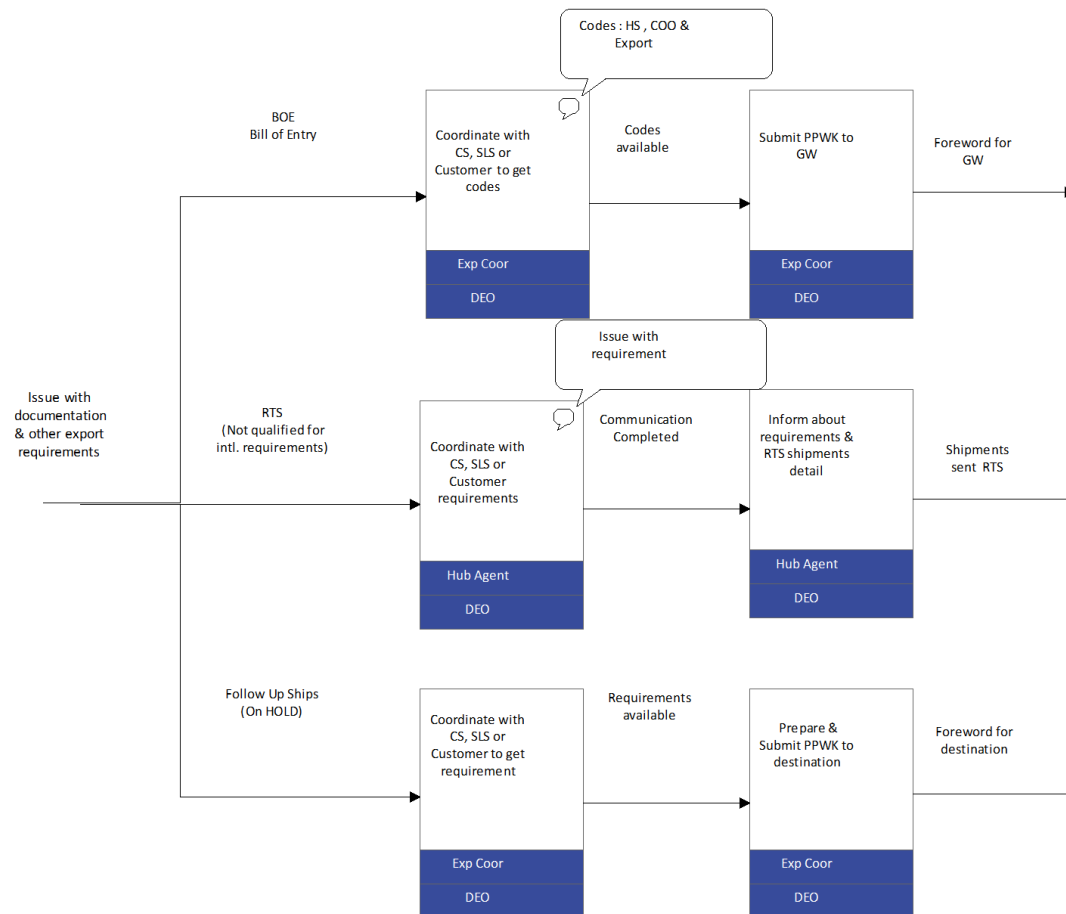 Codes : HS , COO &
Export
BOE
Bill of Entry
Coordinate with
CS, SLS or
Customer to get
codes
Exp Coor
DEO
Codes
available
Submit PPWK to
GW
Exp Coor
DEO
Foreword for
GW
Issue with
documentation
& other export
requirements
RTS
(Not qualified for
intl. requirements)
Issue with
requirement
Coordinate with
CS, SLS or
Customer
requirements
Hub Agent
DEO
Communication
Completed
Inform about
requirements &
RTS shipments
detail
Hub Agent
DEO
Shipments
sent RTS
Follow Up Ships
(On HOLD)
Coordinate with
CS, SLS or
Customer to get
requirement
Exp Coor
DEO
Requirements
available
Prepare &
Submit PPWK to
destination
Exp Coor
DEO
Foreword for
destination